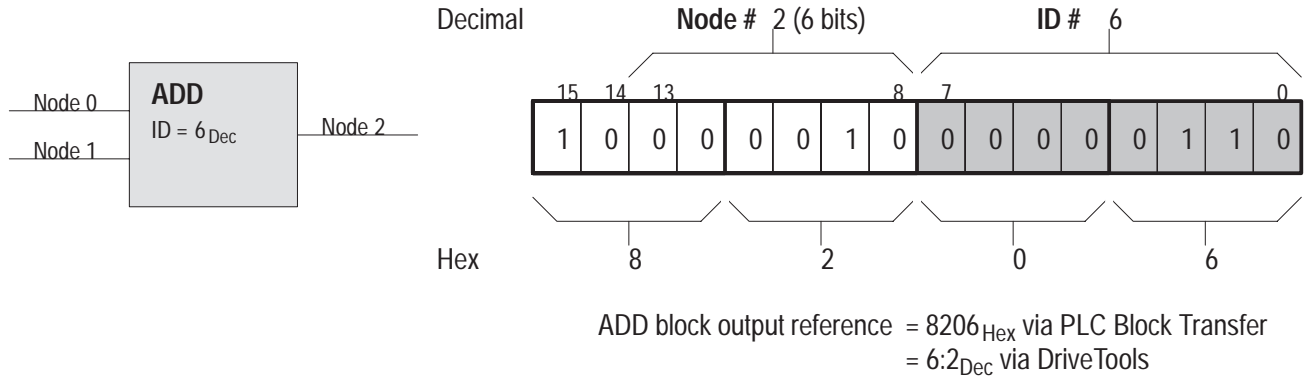 Decimal Node # 2 (6 bits) ID # 6
15 14 13 8 7 0
Node 0 ADD
ID = 6Dec Node 2
Node 1
1 0 0 0 0 0 1 0 0 0 0 0 0 1 1 0
Hex 8 2 0 6
ADD block output reference = 8206Hex via PLC Block Transfer
= 6:2Dec via DriveTools